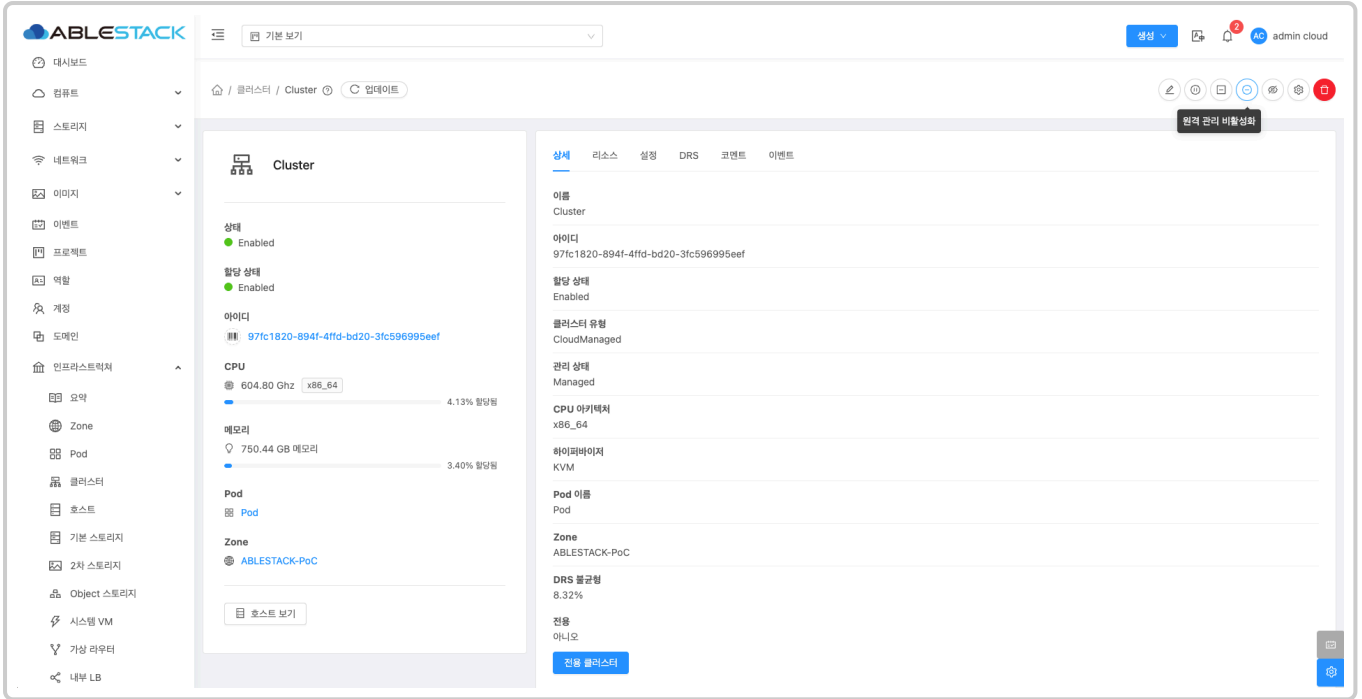 ABLESTACK
기본 보기
생성
2
AC
admin cloud
/ 클러스터 / Cluster
업데이트
원격 관리 비활성화
대시보드
컴퓨트
스토리지
네트워크
이미지
이벤트
프로젝트
역할
계정
도메인
인프라스트럭쳐
요약
Zone
Pod
클러스터
호스트
기본 스토리지
2차 스토리지
Object 스토리지
시스템 VM
가상 라우터
내부 LB
Cluster
상태
Enabled
할당 상태
Enabled
아이디
97fc1820-894f-4ffd-bd20-3fc596995eef
CPU
604.80 Ghz x86_64
4.13% 할당됨
메모리
750.44 GB 메모리
3.40% 할당됨
Pod
Pod
Zone
ABLESTACK-PoC
호스트 보기
상세 리소스 설정 DRS 코멘트 이벤트
이름
Cluster
아이디
97fc1820-894f-4ffd-bd20-3fc596995eef
할당 상태
Enabled
클러스터 유형
CloudManaged
관리 상태
Managed
CPU 아키텍처
x86_64
하이퍼바이저
KVM
Pod 이름
Pod
Zone
ABLESTACK-PoC
DRS 불균형
8.32%
전용
아니오
전용 클러스터